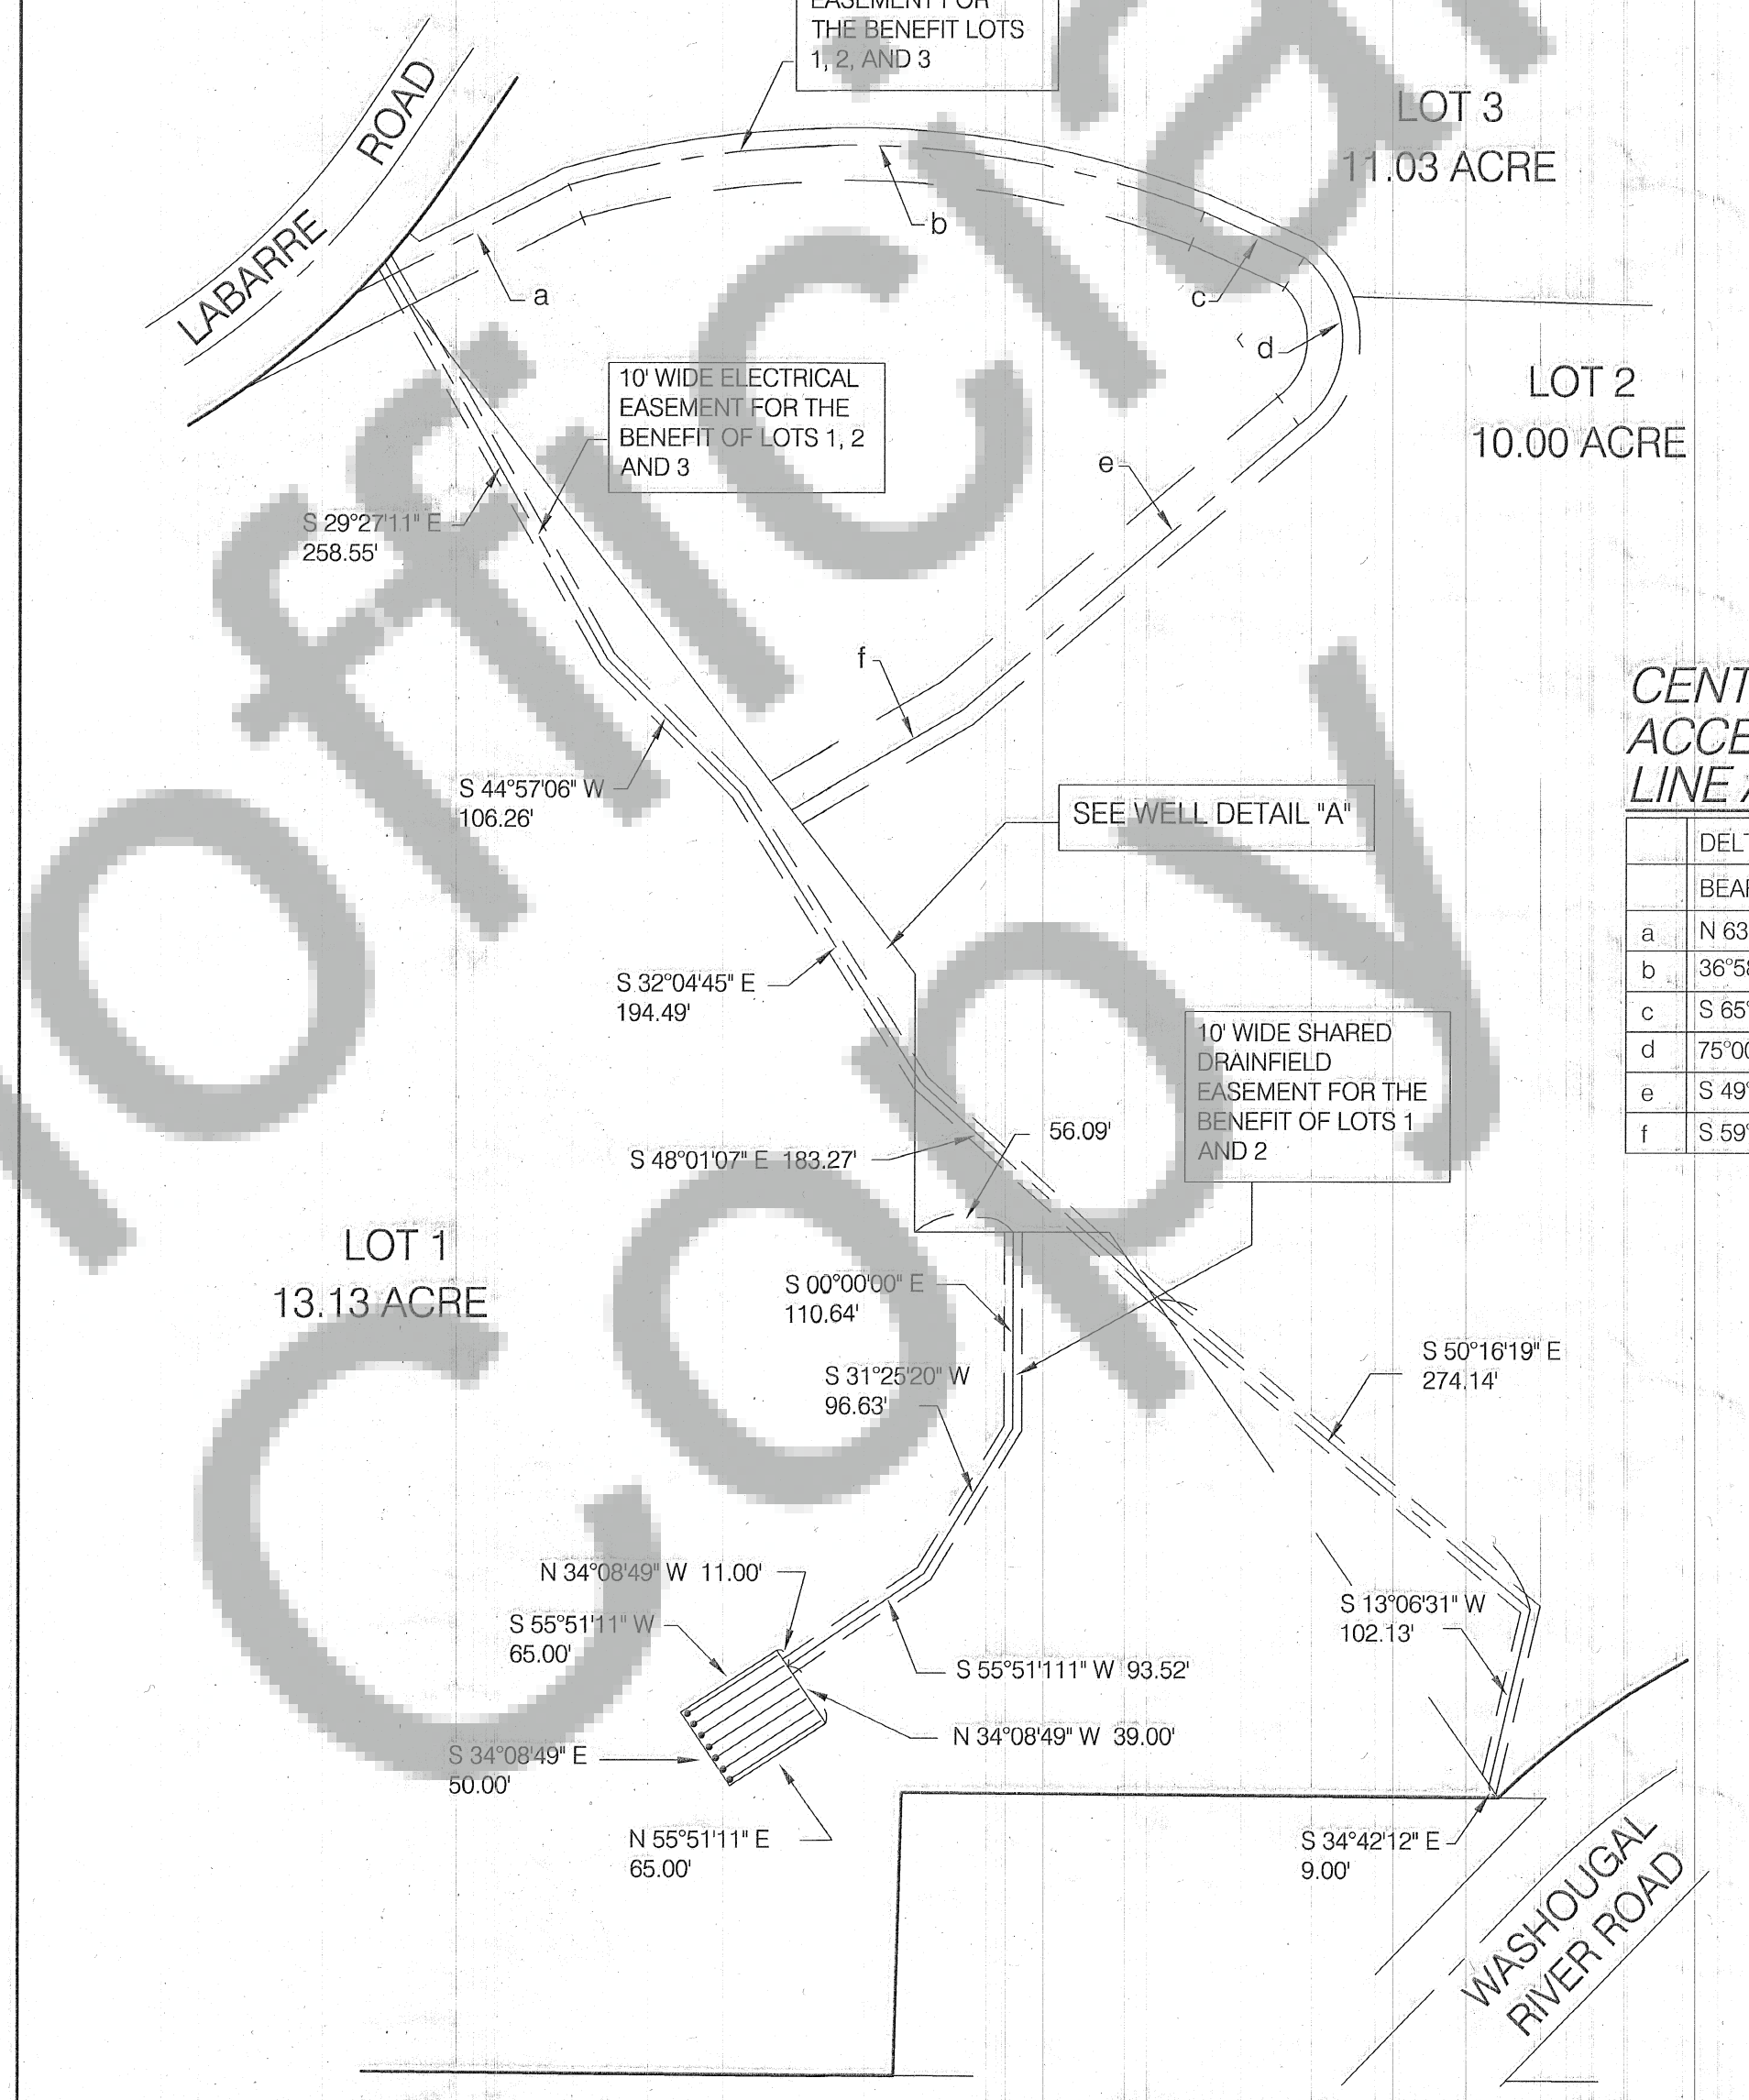 EASEMENT FOR
THE BENEFIT LOTS
1, 2, AND 3
LABARRE ROAD
LOT 3
11.03 ACRE
b
a
c
d
LOT 2
10.00 ACRE
10' WIDE ELECTRICAL
EASEMENT FOR THE
BENEFIT OF LOTS 1, 2
AND 3
e
S 29°27'11" E
258.55'
f
S 44°57'06" W
106.26'
SEE WELL DETAIL "A"
CENT
ACCE
LINE
DEL
BEA
a N 63
b 36°58
c S 65°
d 75°00
e S 49°
f S 59°
S 32°04'45" E
194.49'
10' WIDE SHARED
DRAINFIELD
EASEMENT FOR THE
BENEFIT OF LOTS 1
AND 2
56.09'
S 48°01'07" E 183.27'
LOT 1
13.13 ACRE
S 00°00'00" E
110.64'
S 31°25'20" W
96.63'
S 50°16'19" E
274.14'
N 34°08'49" W 11.00'
S 55°51'11" W
65.00'
S 13°06'31" W
102.13'
S 55°51'111" W 93.52'
N 34°08'49" W 39.00'
S 34°08'49" E
50.00'
N 55°51'11" E
65.00'
S 34°42'12" E
9.00'
WASHOUGAL
RIVER ROAD
nofficial
Copy